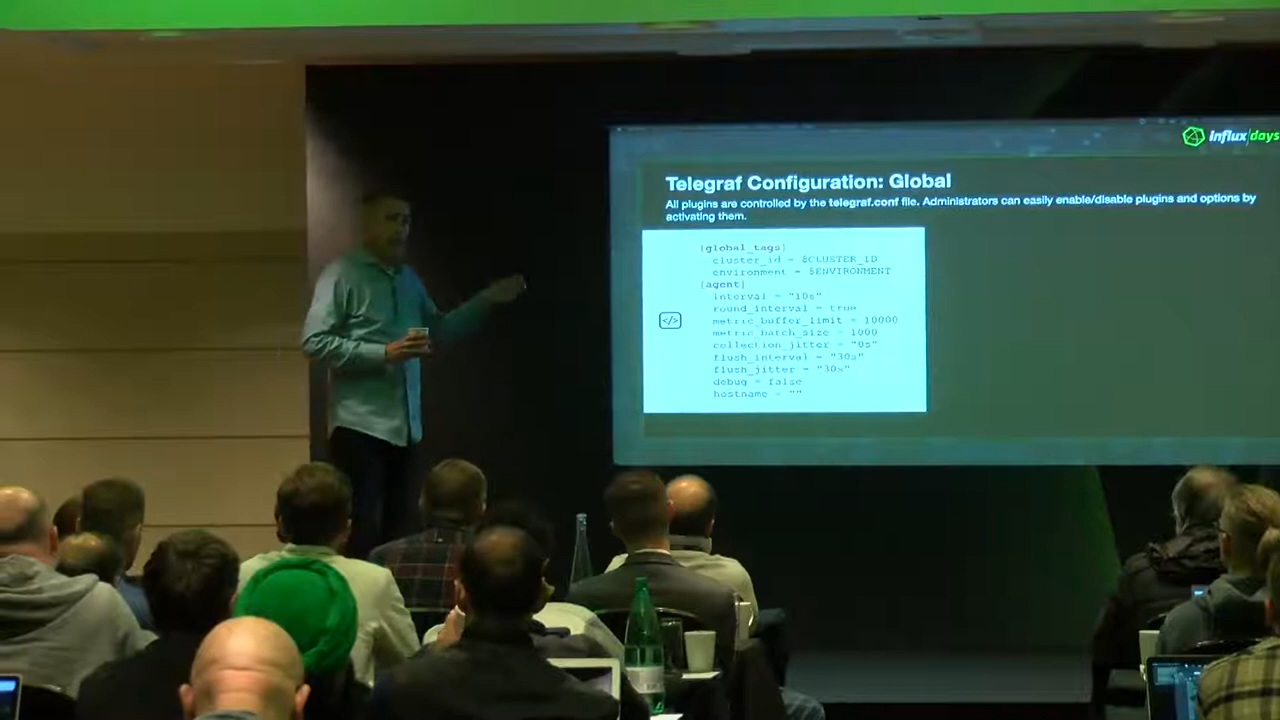 influx/days
Telegraf Configuration: Global
All plugins are controlled by the telegraf.conf file. Administrators can easily enable/disable plugins and options by
activating them.
[global_tags]
cluster_id = $CLUSTER_ID
environment = $ENVIRONMENT
[agent]
interval = "10s"
round_interval = true
metric_buffer_limit = 10000
metric_batch_size = 1000
collection_jitter = "0s"
flush_interval = "30s"
flush_jitter = "30s"
debug = false
hostname = ""
</>